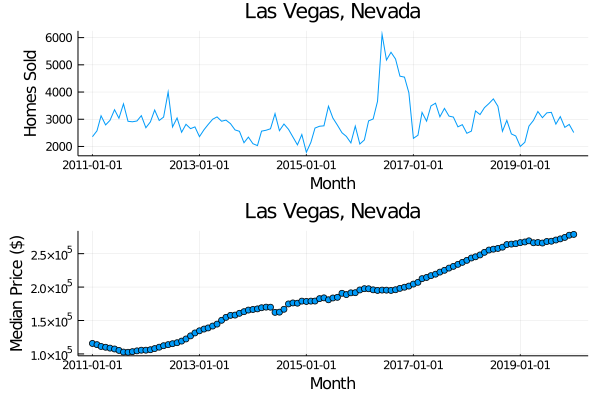 Las Vegas, Nevada
Homes Sold
6000
5000
4000
3000
2000
2011-01-01 2013-01-01 2015-01-01 2017-01-01 2019-01-01
Month
Las Vegas, Nevada
Median Price ($)
2.5×10⁵
2.0×10⁵
1.5×10⁵
1.0×10⁵
2011-01-01 2013-01-01 2015-01-01 2017-01-01 2019-01-01
Month